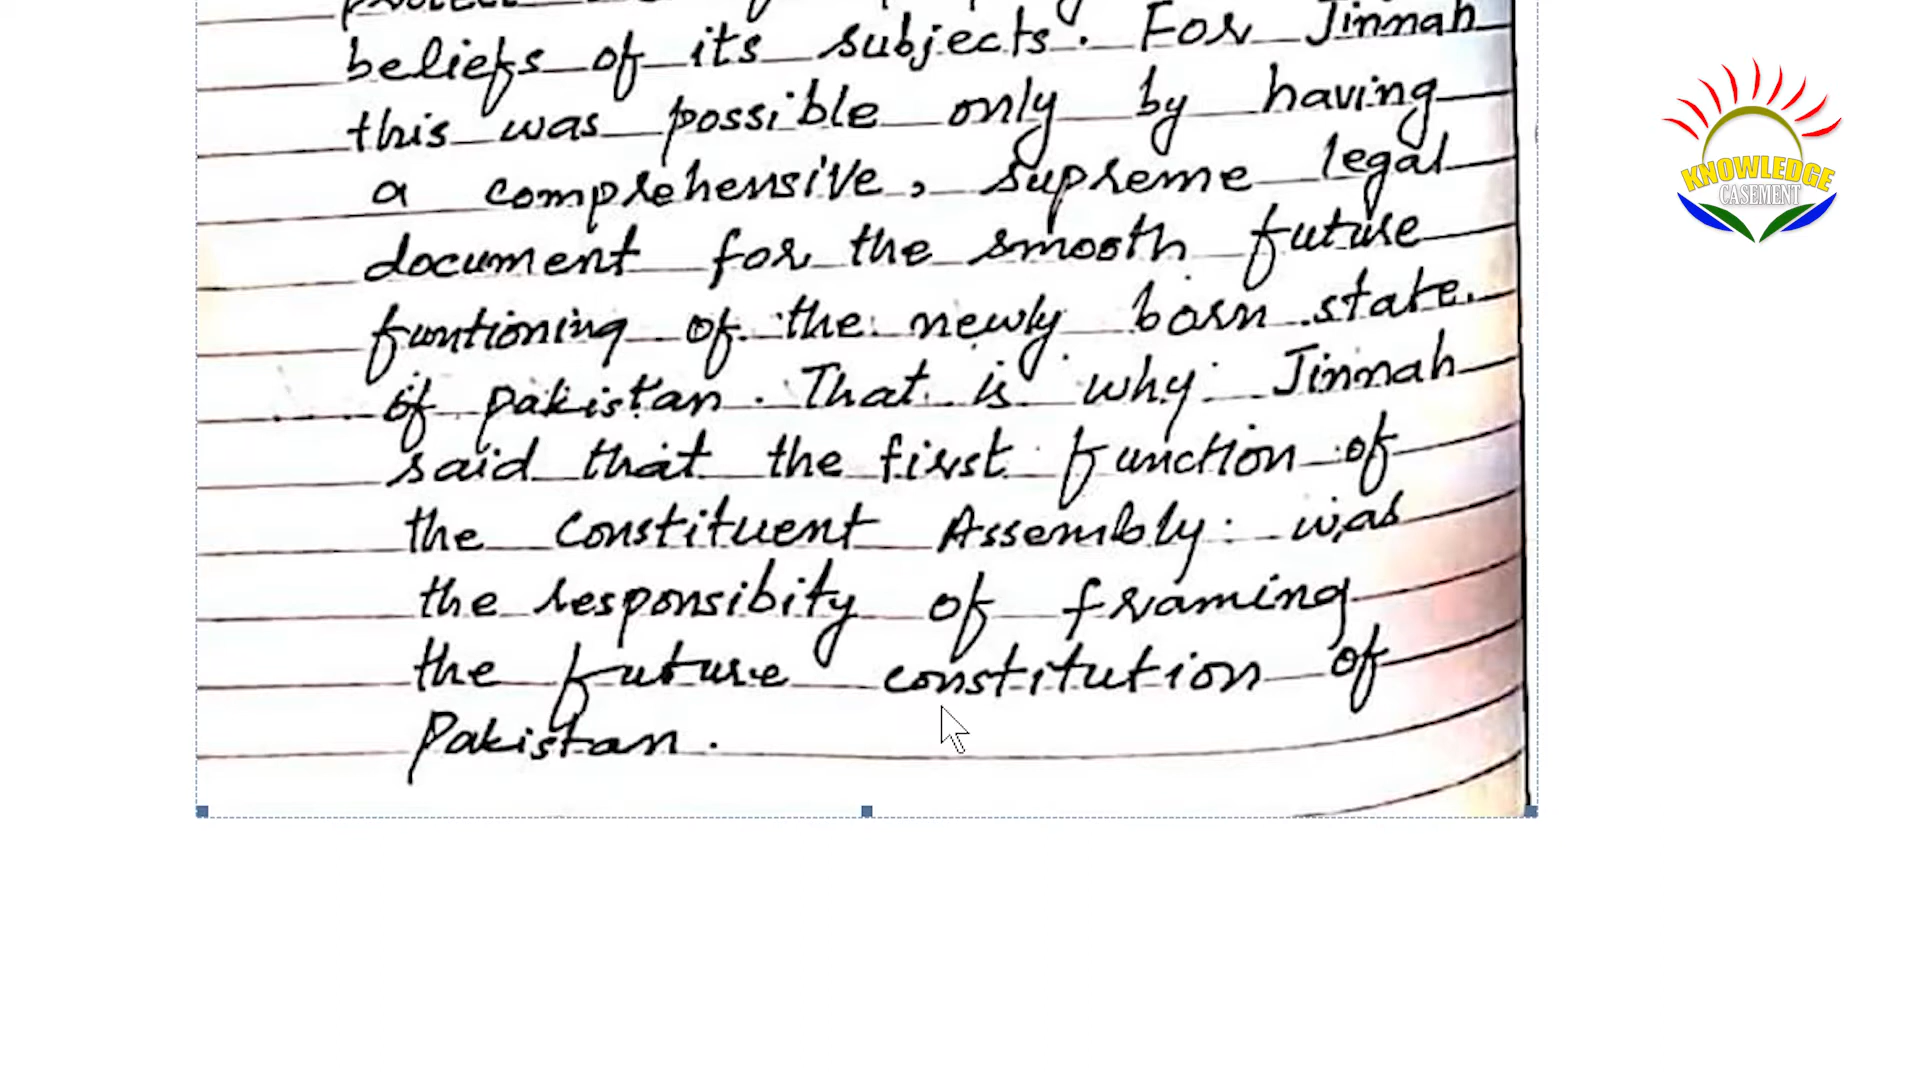 protect
beliefs of its subjects. For Jinnah
this was possible only by having
a comprehensive, supreme legal
document for the smooth future
funtioning of the newly born state
of Pakistan. That is why Jinnah
said that the first function of
the Constituent Assembly was
the responsibity of framing
the future constitution of
Pakistan.
KNOWLEDGE
CASEMENT